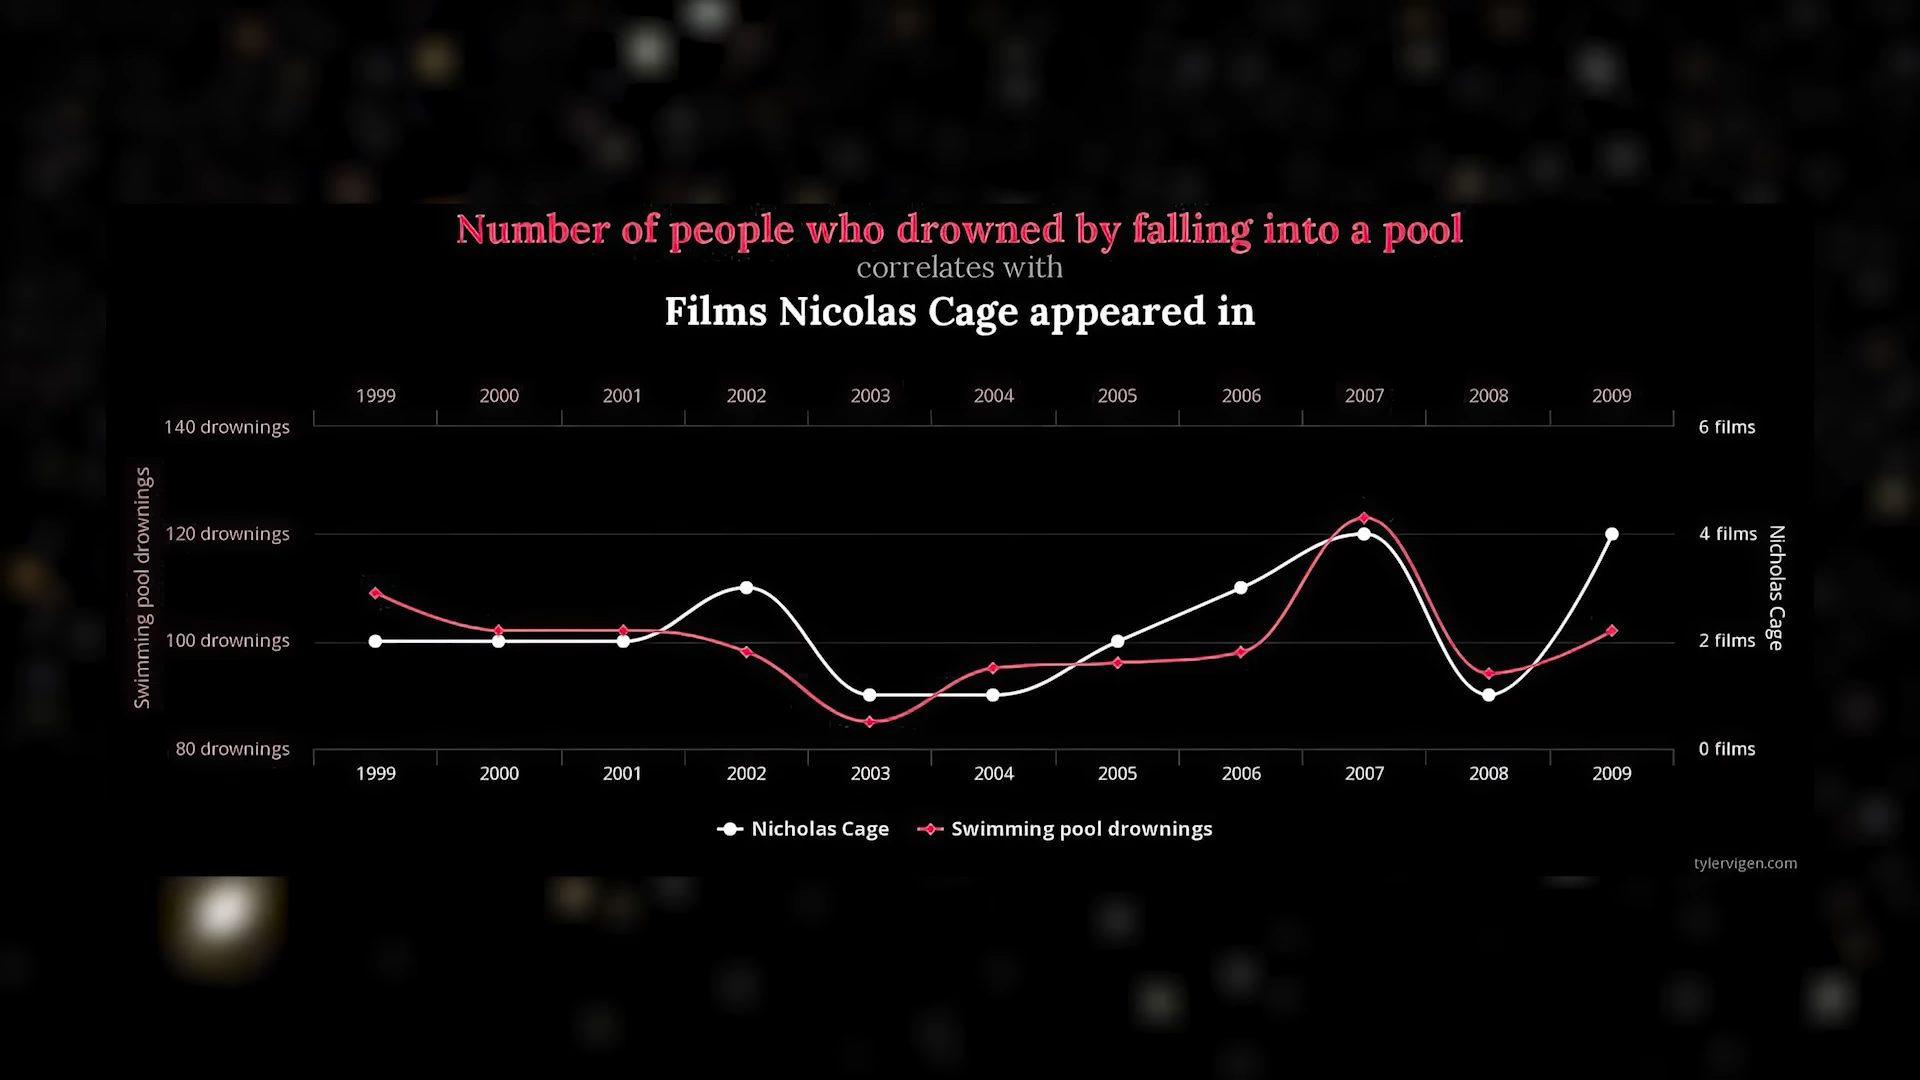 Number of people who drowned by falling into a pool
correlates with
Films Nicolas Cage appeared in
1999 2000 2001 2002 2003 2004 2005 2006 2007 2008 2009
140 drownings 6 films
120 drownings 4 films
100 drownings 2 films
80 drownings 0 films
Swimming pool drownings
Nicholas Cage
1999 2000 2001 2002 2003 2004 2005 2006 2007 2008 2009
Nicholas Cage Swimming pool drownings
tylervigen.com